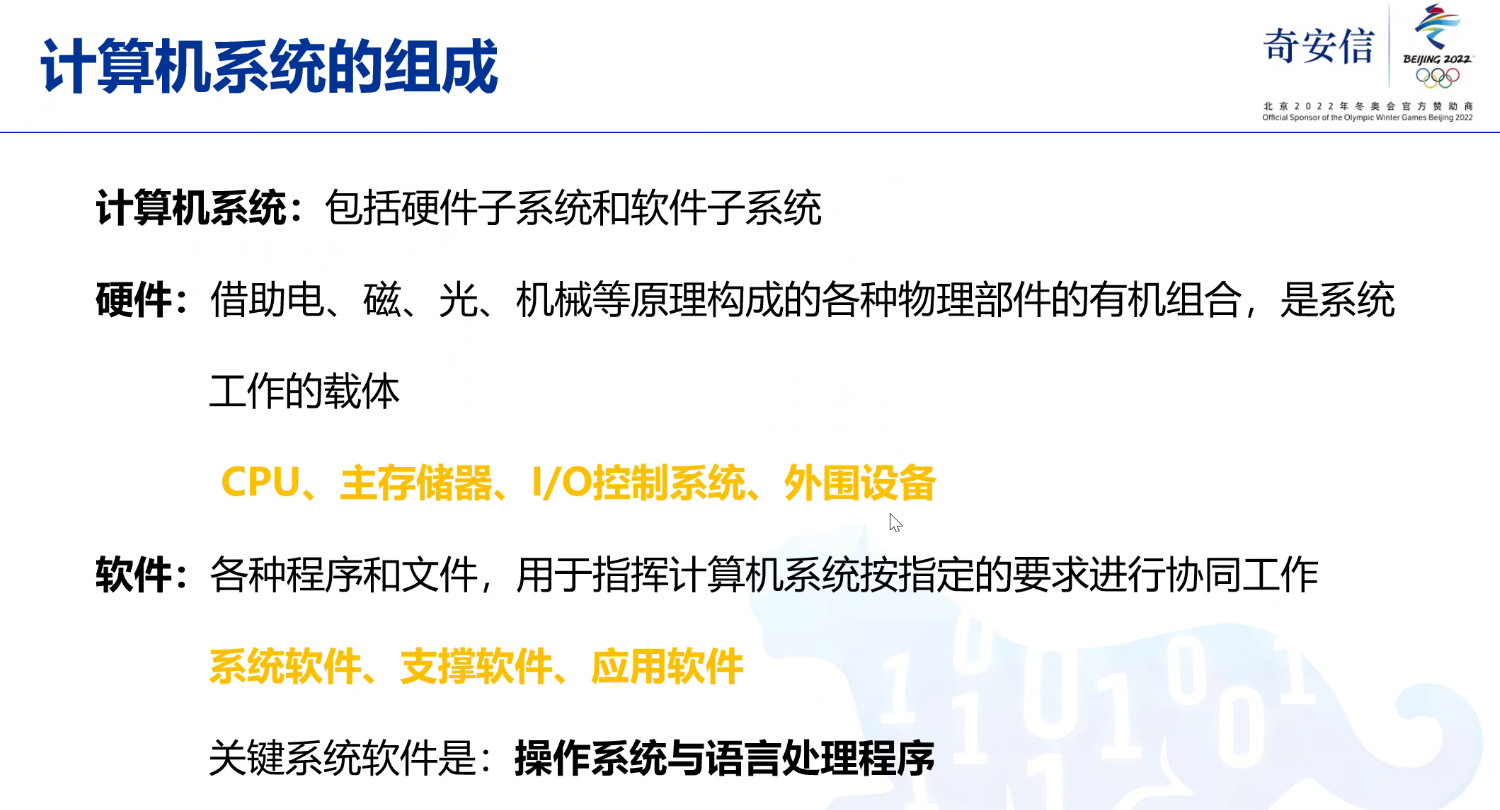 计算机系统的组成
奇安信
BEIJING 2022
北京2022年冬奥会官方赞助商
Official Sponsor of the Olympic Winter Games Beijing 2022
计算机系统：包括硬件子系统和软件子系统
硬件：借助电、磁、光、机械等原理构成的各种物理部件的有机组合，是系统
工作的载体
CPU、主存储器、I/O控制系统、外围设备
软件：各种程序和文件，用于指挥计算机系统按指定的要求进行协同工作
系统软件、支撑软件、应用软件
关键系统软件是：操作系统与语言处理程序